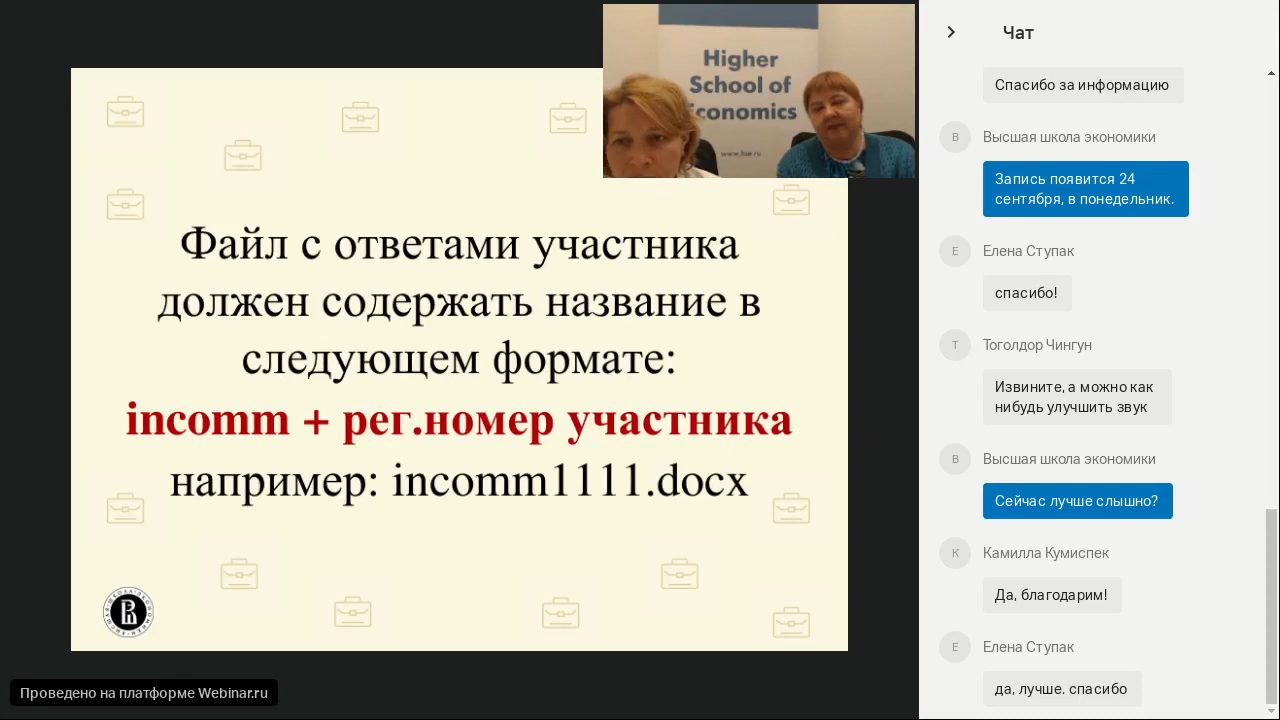 Higher
School of
Economics
www.hse.ru
Файл с ответами участника
должен содержать название в
следующем формате:
incomm + рег.номер участника
например: incomm1111.docx
Проведено на платформе Webinar.ru
Чат
Спасибо за информацию
В
Высшая школа экономики
Запись появится 24
сентября, в понедельник.
Е
Елена Ступак
спасибо!
Т
Тоголдор Чингун
Извините, а можно как
нибудь улучшить звук
В
Высшая школа экономики
Сейчас лучше слышно?
К
Камилла Кумиспек
Да, благодарим!
Е
Елена Ступак
да, лучше. спасибо